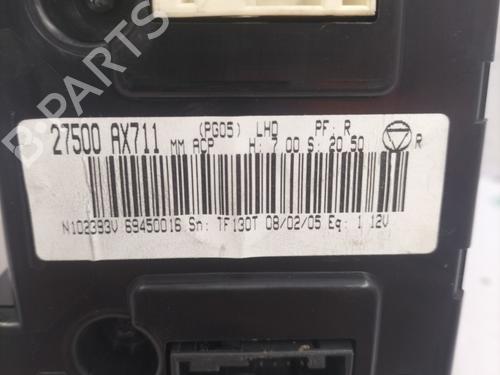 27500 AX711 (PG05) LHD PF: R
MM ACP H: 7.00 S: 20.50 R
N102393V 69450016 Sn: TF130T 08/02/05 Eq: 1 12V
B-PARTS